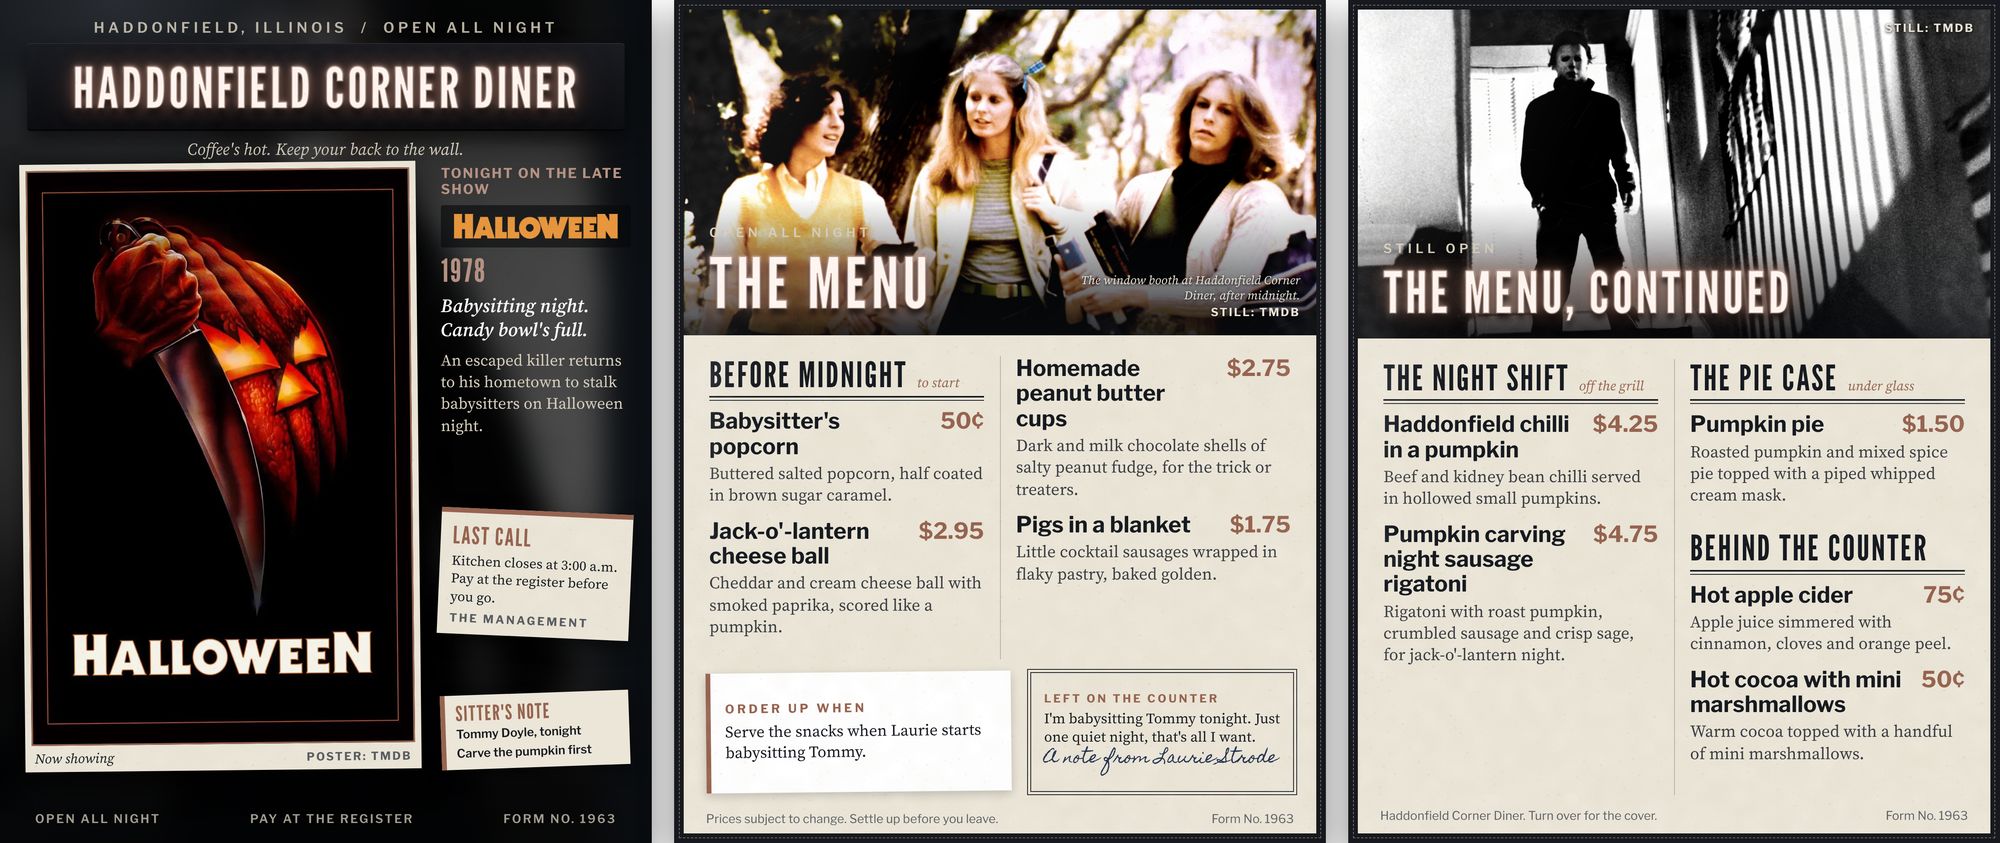 HADDONFIELD, ILLINOIS / OPEN ALL NIGHT
HADDONFIELD CORNER DINER
Coffee's hot. Keep your back to the wall.
HALLOWEEN
Now showing
POSTER: TMDB
TONIGHT ON THE LATE
SHOW
HALLOWEEN
1978
Babysitting night.
Candy bowl's full.
An escaped killer returns
to his hometown to stalk
babysitters on Halloween
night.
LAST CALL
Kitchen closes at 3:00 a.m.
Pay at the register before
you go.
THE MANAGEMENT
SITTER'S NOTE
Tommy Doyle, tonight
Carve the pumpkin first
OPEN ALL NIGHT
PAY AT THE REGISTER
FORM NO. 1963
OPEN ALL NIGHT
THE MENU
The window booth at Haddonfield Corner
Diner, after midnight.
STILL: TMDB
BEFORE MIDNIGHT to start
Babysitter's 50¢
popcorn
Buttered salted popcorn, half coated
in brown sugar caramel.
Jack-o'-lantern $2.95
cheese ball
Cheddar and cream cheese ball with
smoked paprika, scored like a
pumpkin.
Homemade $2.75
peanut butter
cups
Dark and milk chocolate shells of
salty peanut fudge, for the trick or
treaters.
Pigs in a blanket $1.75
Little cocktail sausages wrapped in
flaky pastry, baked golden.
ORDER UP WHEN
Serve the snacks when Laurie starts
babysitting Tommy.
LEFT ON THE COUNTER
I'm babysitting Tommy tonight. Just
one quiet night, that's all I want.
A note from Laurie Strode
Prices subject to change. Settle up before you leave.
Form No. 1963
STILL: TMDB
STILL OPEN
THE MENU, CONTINUED
THE NIGHT SHIFT off the grill
Haddonfield chilli $4.25
in a pumpkin
Beef and kidney bean chilli served
in hollowed small pumpkins.
Pumpkin carving $4.75
night sausage
rigatoni
Rigatoni with roast pumpkin,
crumbled sausage and crisp sage,
for jack-o'-lantern night.
THE PIE CASE under glass
Pumpkin pie $1.50
Roasted pumpkin and mixed spice
pie topped with a piped whipped
cream mask.
BEHIND THE COUNTER
Hot apple cider 75¢
Apple juice simmered with
cinnamon, cloves and orange peel.
Hot cocoa with mini 50¢
marshmallows
Warm cocoa topped with a handful
of mini marshmallows.
Haddonfield Corner Diner. Turn over for the cover.
Form No. 1963